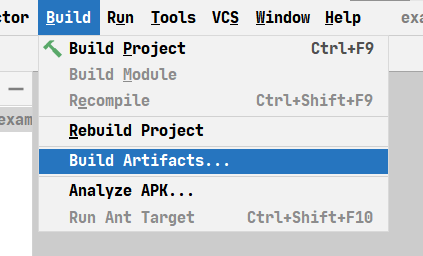 ctor Build Run Tools VCS Window Help exa
Build Project Ctrl+F9
Build Module
Recompile Ctrl+Shift+F9
exam
Rebuild Project
Build Artifacts...
Analyze APK...
Run Ant Target Ctrl+Shift+F10